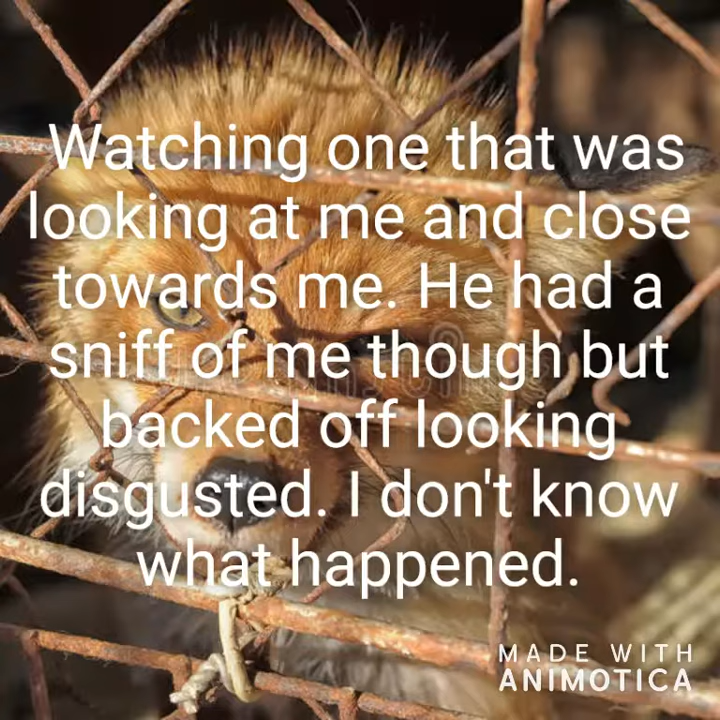 Watching one that was
looking at me and close
towards me. He had a
sniff of me though but
backed off looking
disgusted. I don't know
what happened.
MADE WITH
ANIMOTICA